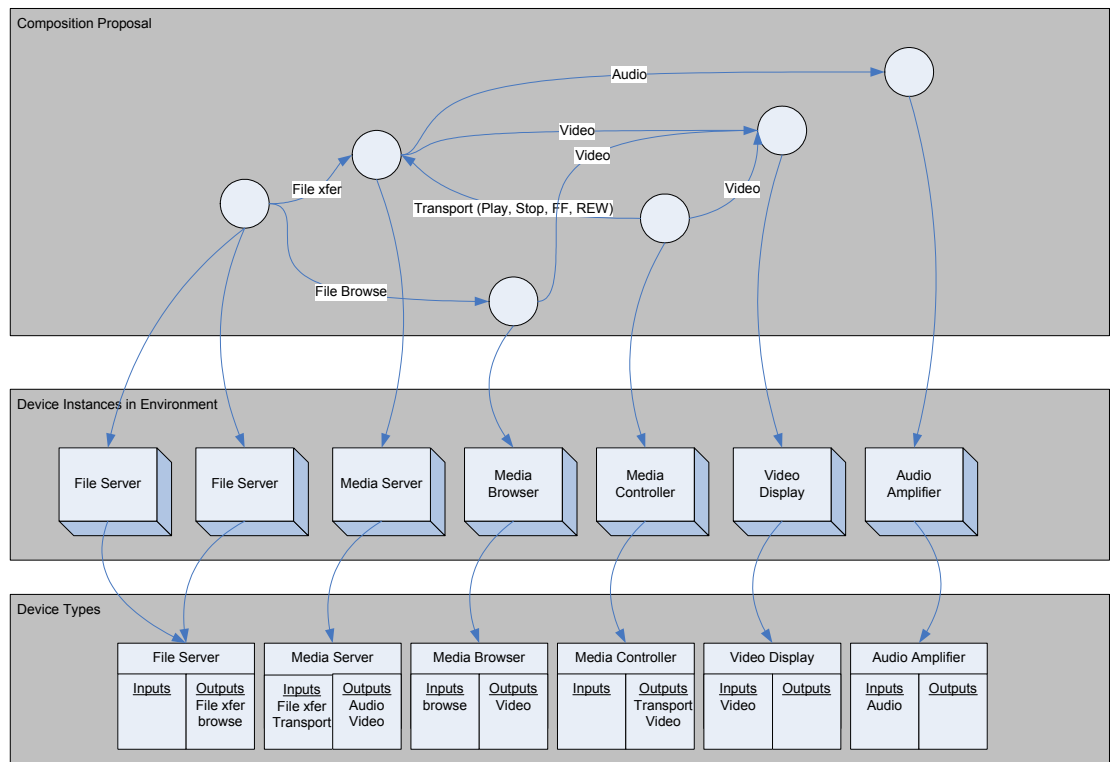 Composition Proposal
Audio
Video
Video
File xfer
Video
Transport (Play, Stop, FF, REW)
File Browse
Device Instances in Environment
File Server
File Server
Media Server
Media
Browser
Media
Controller
Video
Display
Audio
Amplifier
Device Types
File Server
Inputs
Outputs
File xfer
browse
Media Server
Inputs
File xfer
Transport
Outputs
Audio
Video
Media Browser
Inputs
browse
Outputs
Video
Media Controller
Inputs
Outputs
Transport
Video
Video Display
Inputs
Video
Outputs
Audio Amplifier
Inputs
Audio
Outputs